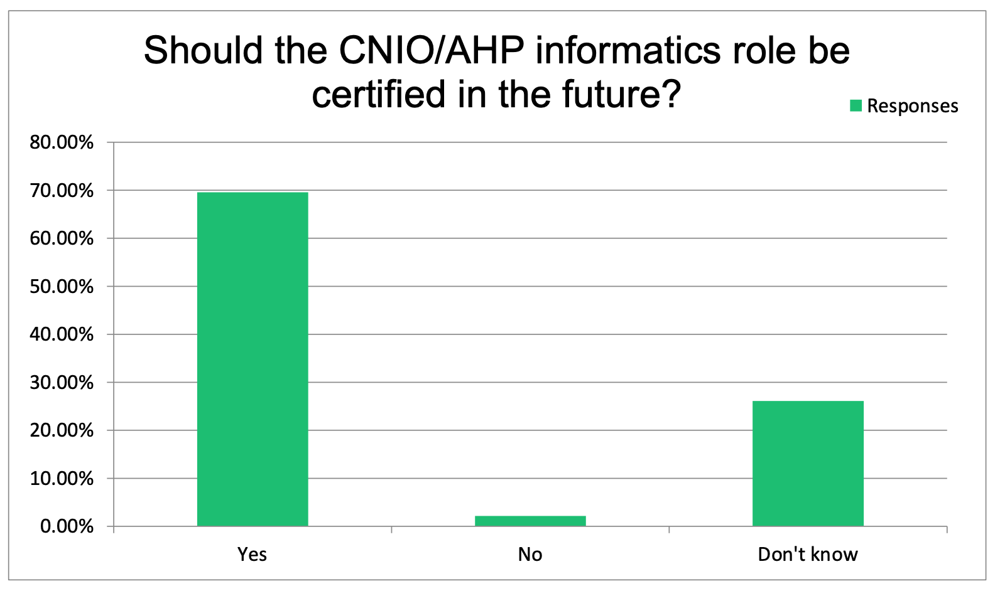 Should the CNIO/AHP informatics role be
certified in the future?
Responses
80.00%
70.00%
60.00%
50.00%
40.00%
30.00%
20.00%
10.00%
0.00%
Yes
No
Don't know